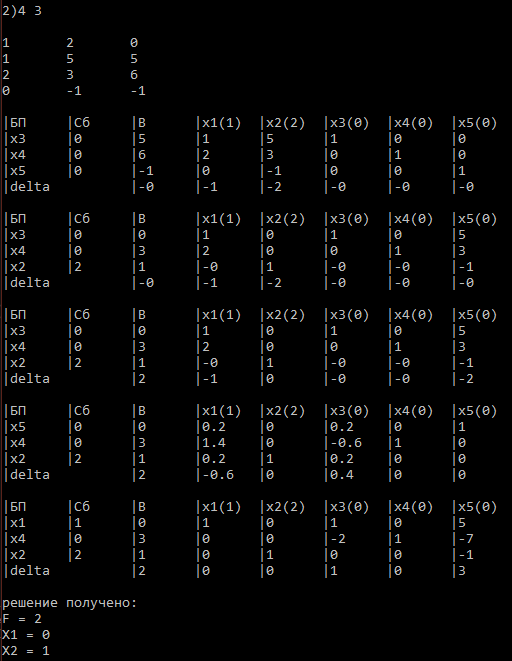 2)4 3
1 2 0
1 5 5
2 3 6
0 -1 -1
|БП |Сб |В |x1(1) |x2(2) |x3(0) |x4(0) |x5(0)
|x3 |0 |5 |1 |5 |1 |0 |0
|x4 |0 |6 |2 |3 |0 |1 |0
|x5 |0 |-1 |0 |-1 |0 |0 |1
|delta |-0 |-1 |-2 |-0 |-0 |-0
|БП |Сб |В |x1(1) |x2(2) |x3(0) |x4(0) |x5(0)
|x3 |0 |0 |1 |0 |1 |0 |5
|x4 |0 |3 |2 |0 |0 |1 |3
|x2 |2 |1 |-0 |1 |-0 |-0 |-1
|delta |-0 |-1 |-2 |-0 |-0 |-0
|БП |Сб |В |x1(1) |x2(2) |x3(0) |x4(0) |x5(0)
|x3 |0 |0 |1 |0 |1 |0 |5
|x4 |0 |3 |2 |0 |0 |1 |3
|x2 |2 |1 |-0 |1 |-0 |-0 |-1
|delta |2 |-1 |0 |-0 |-0 |-2
|БП |Сб |В |x1(1) |x2(2) |x3(0) |x4(0) |x5(0)
|x5 |0 |0 |0.2 |0 |0.2 |0 |1
|x4 |0 |3 |1.4 |0 |-0.6 |1 |0
|x2 |2 |1 |0.2 |1 |0.2 |0 |0
|delta |2 |-0.6 |0 |0.4 |0 |0
|БП |Сб |В |x1(1) |x2(2) |x3(0) |x4(0) |x5(0)
|x1 |1 |0 |1 |0 |1 |0 |5
|x4 |0 |3 |0 |0 |-2 |1 |-7
|x2 |2 |1 |0 |1 |0 |0 |-1
|delta |2 |0 |0 |1 |0 |3
решение получено:
F = 2
X1 = 0
X2 = 1